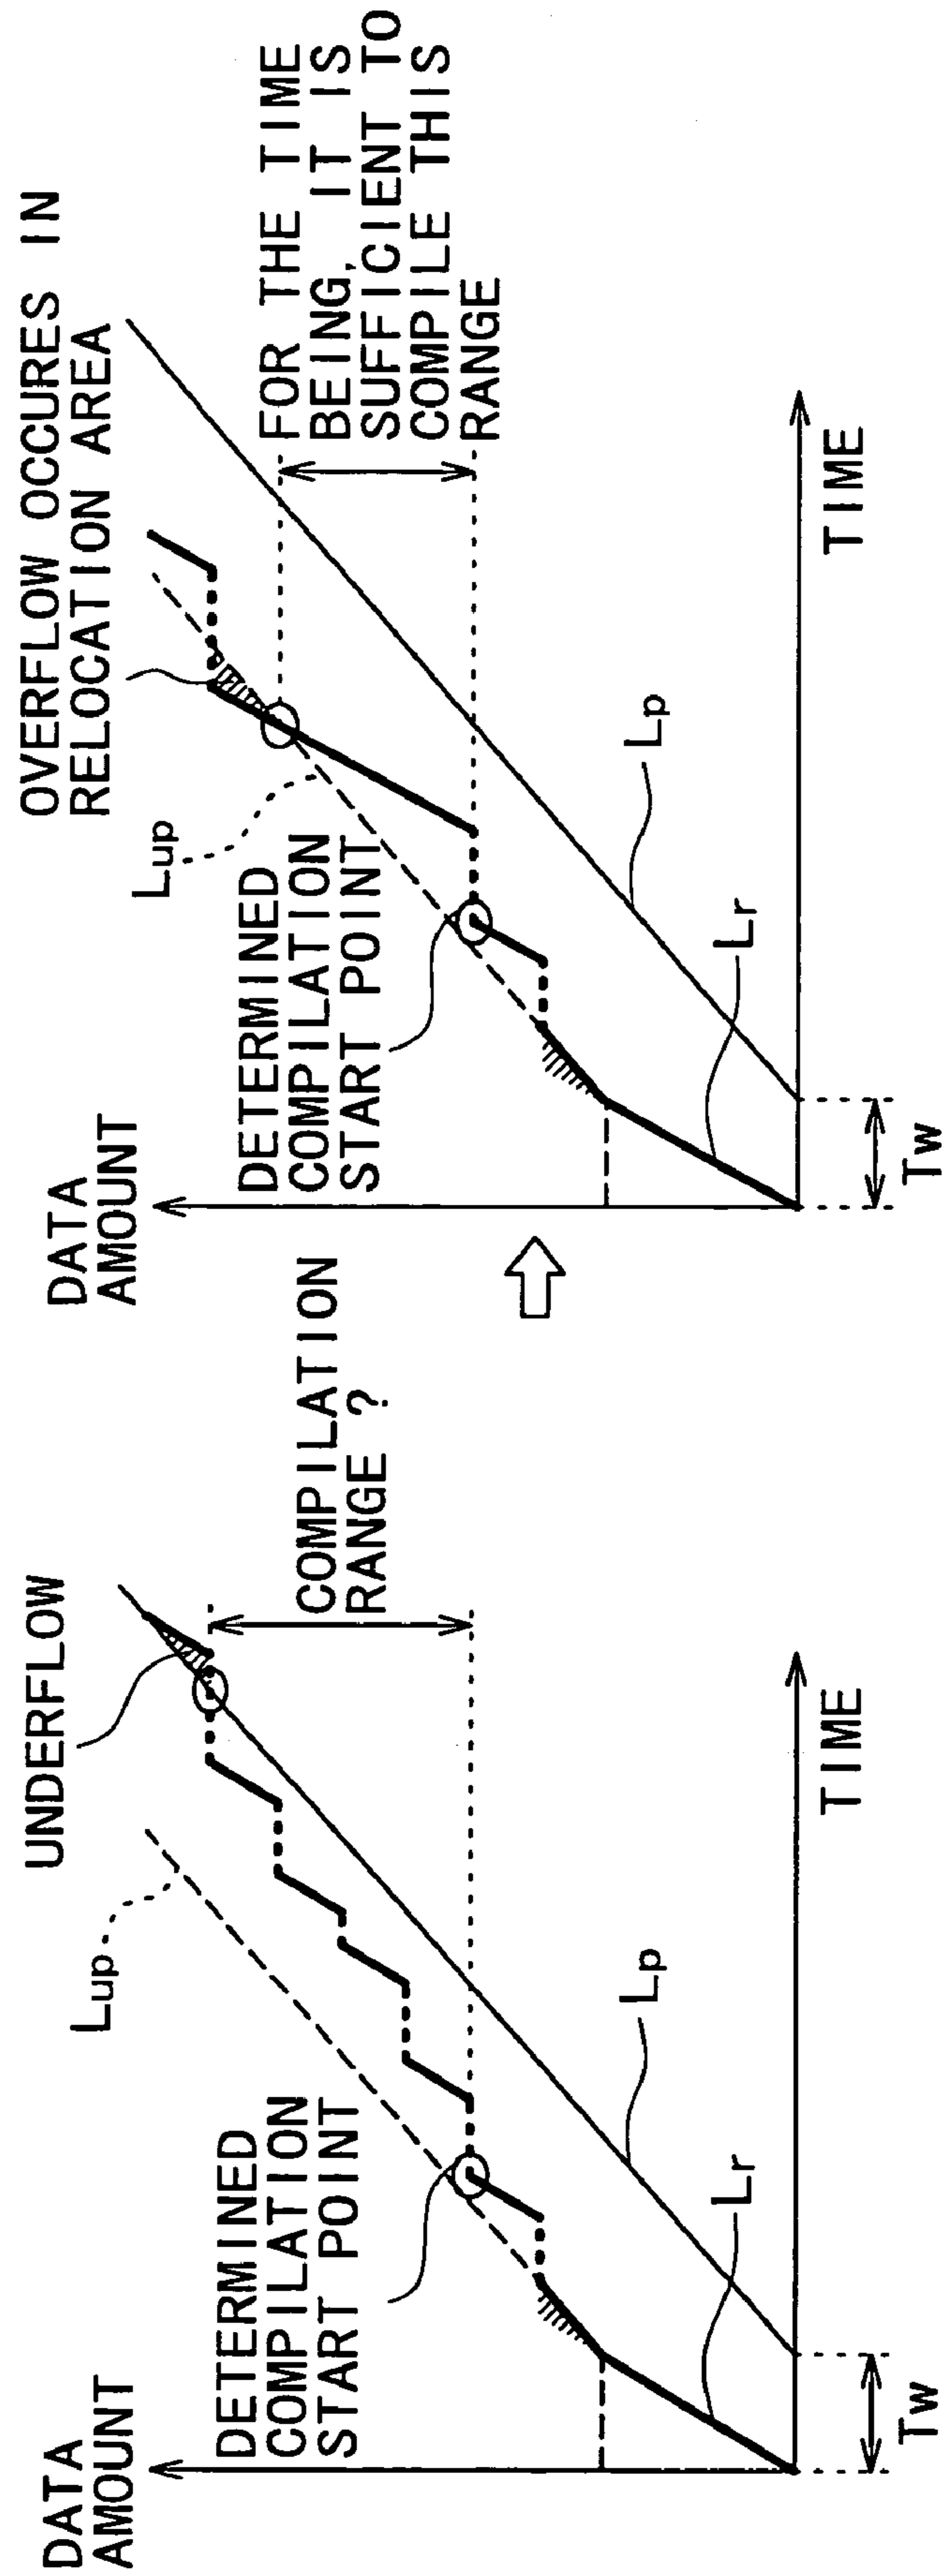 DATA
AMOUNT
UNDERFLOW
Lup
DETERMINED
COMPILATION
START POINT
COMPILATION
RANGE ?
Lp
Lr
TIME
Tw
DATA
AMOUNT
OVERFLOW OCCURES IN
RELOCATION AREA
Lup
DETERMINED
COMPILATION
START POINT
FOR THE TIME
BEING, IT IS
SUFFICIENT TO
COMPILE THIS
RANGE
Lp
Lr
TIME
Tw